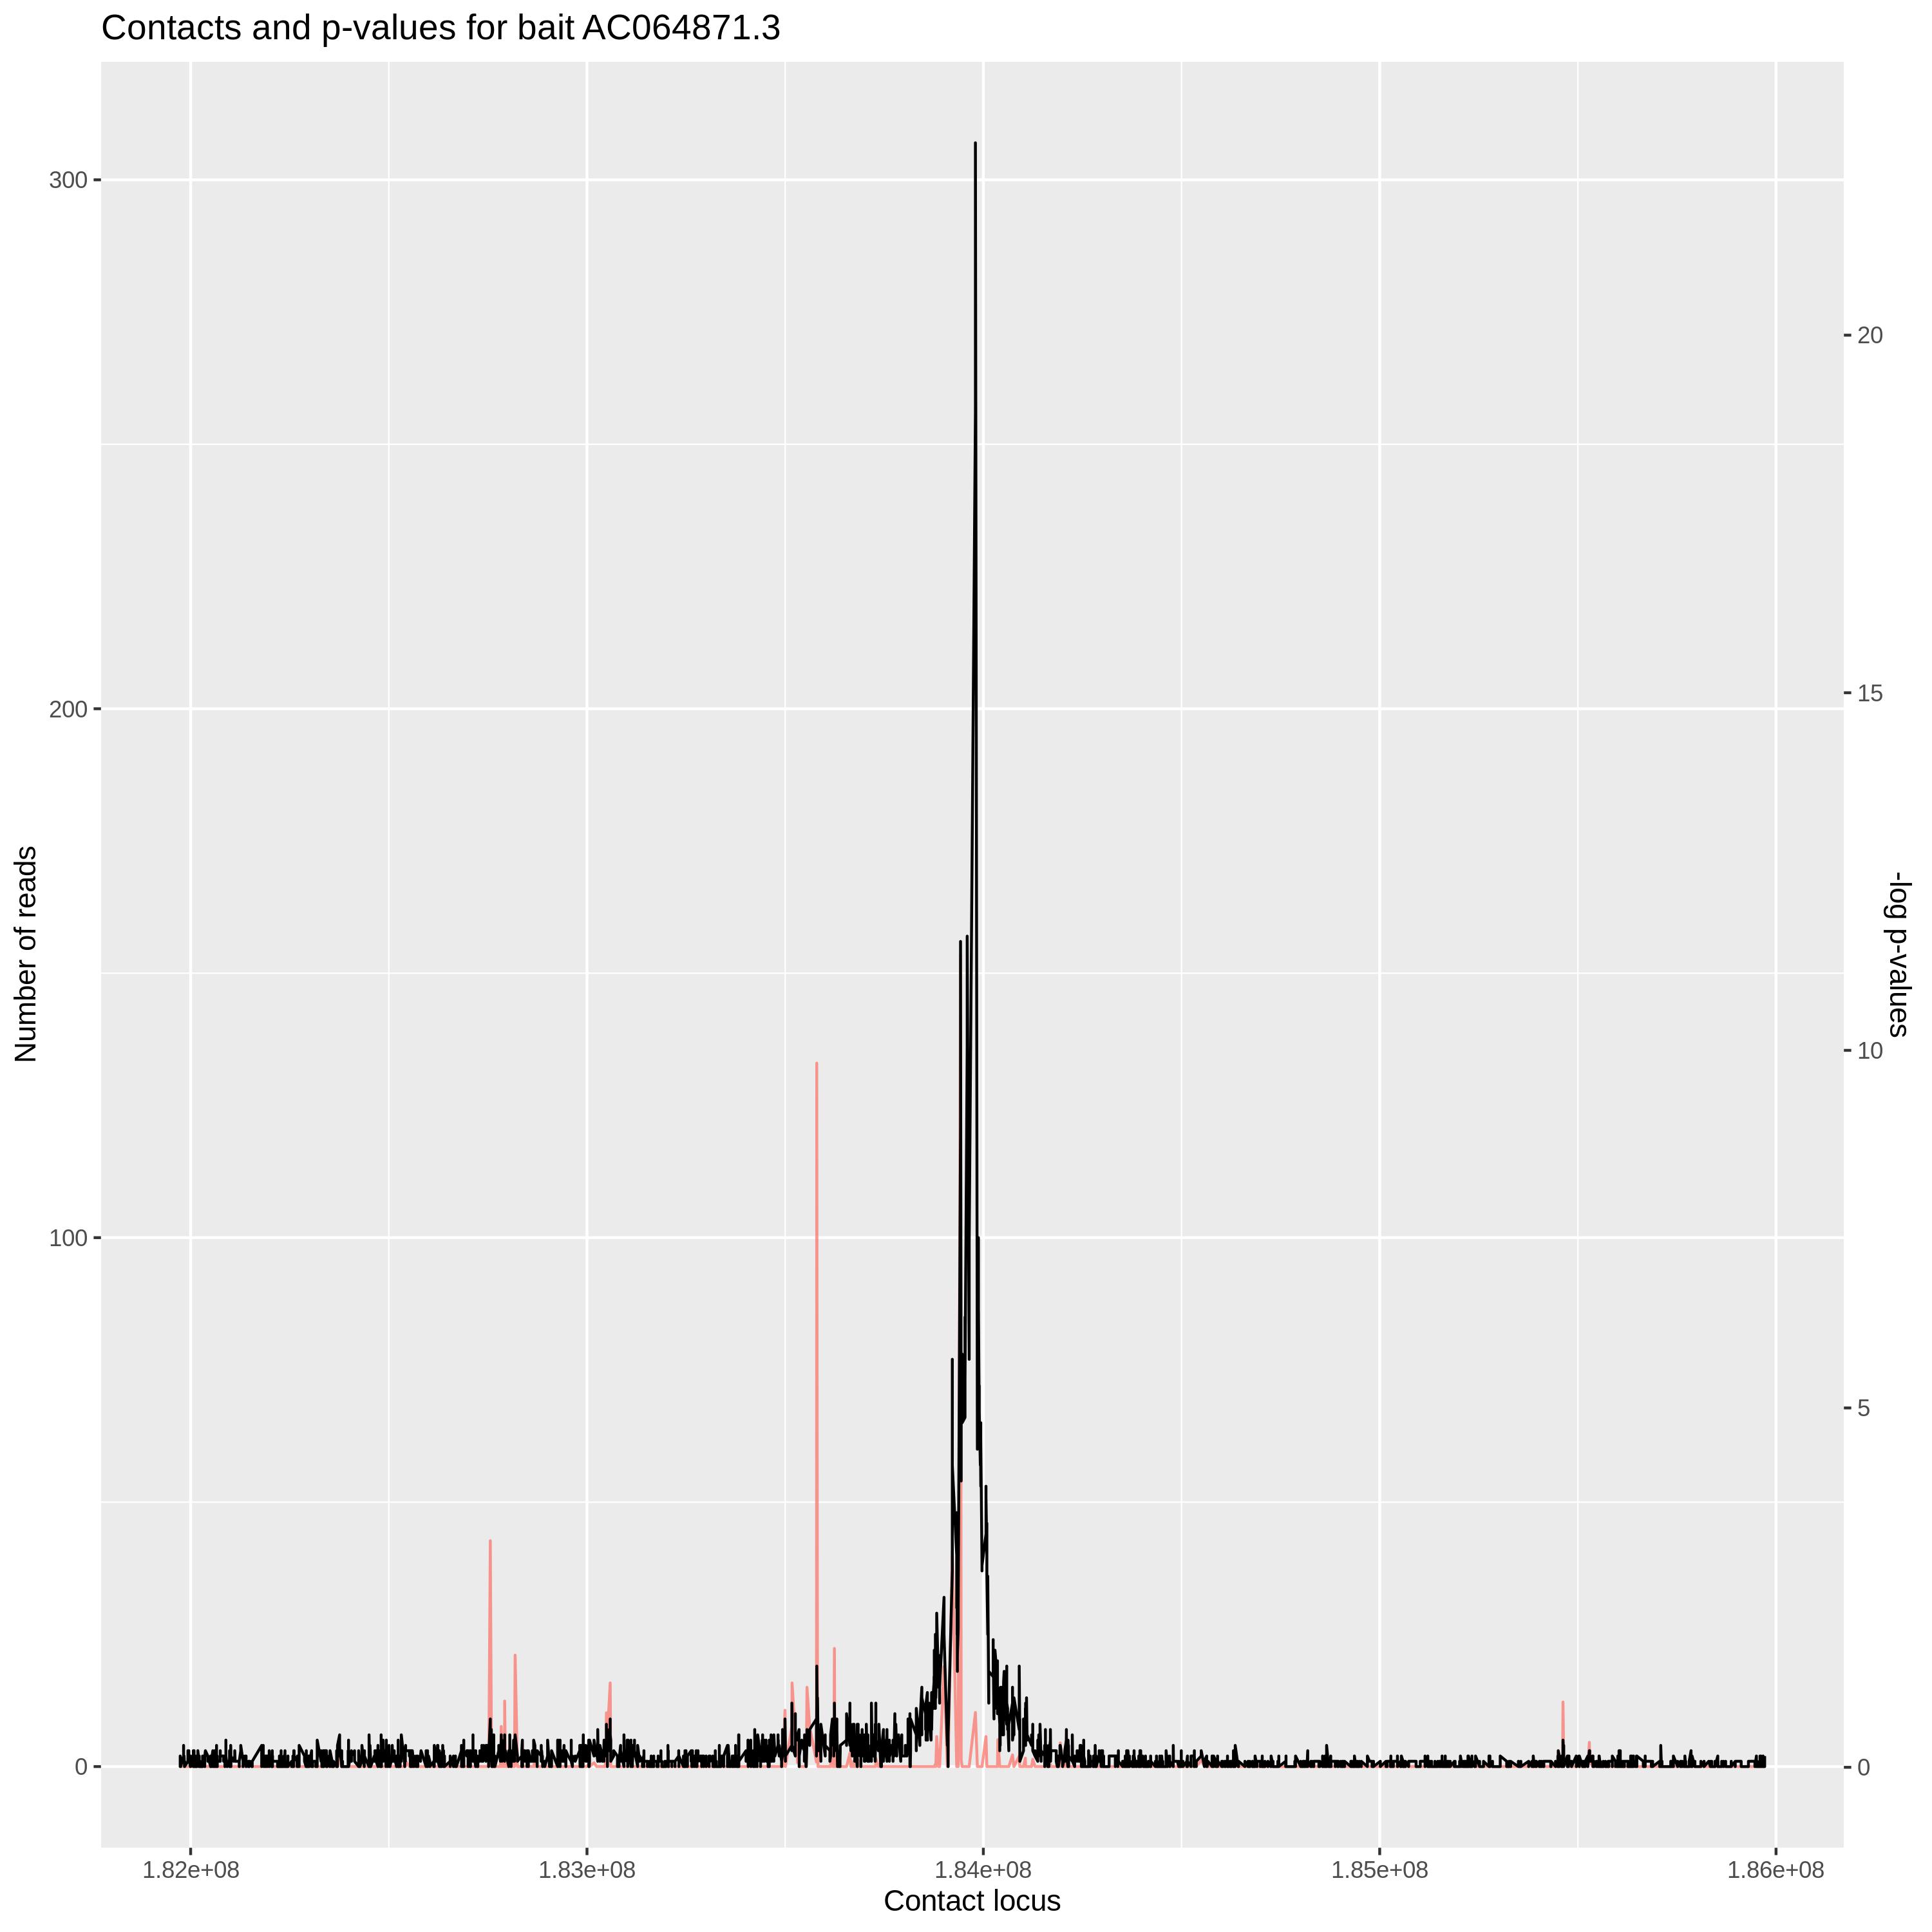 Contacts and p-values for bait AC064871.3
300
200
100
0
Number of reads
20
15
10
5
0
-log p-values
1.82e+08
1.83e+08
1.84e+08
1.85e+08
1.86e+08
Contact locus